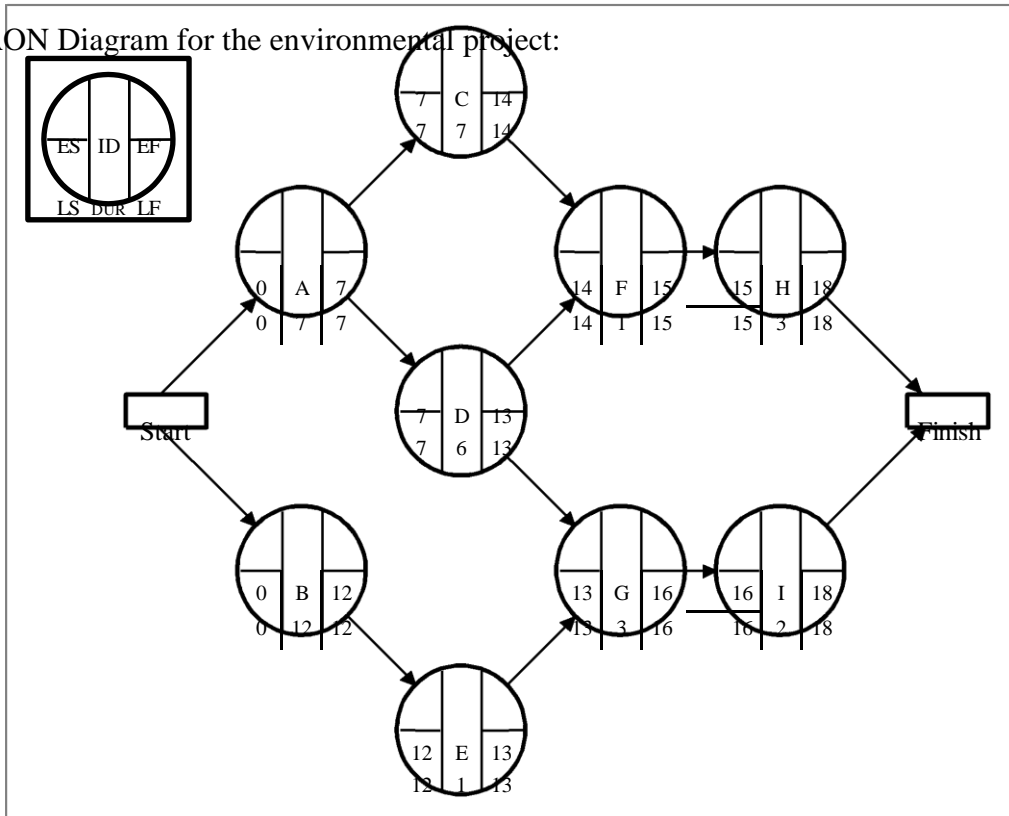 ON Diagram for the environmental project:
ES ID EF
LS DUR LF
7 C 14
7 7 14
0 A 7
0 7 7
14 F 15
14 1 15
15 H 18
15 3 18
7 D 13
7 6 13
Start
Finish
0 B 12
0 12 12
13 G 16
13 3 16
16 I 18
16 2 18
12 E 13
12 1 13